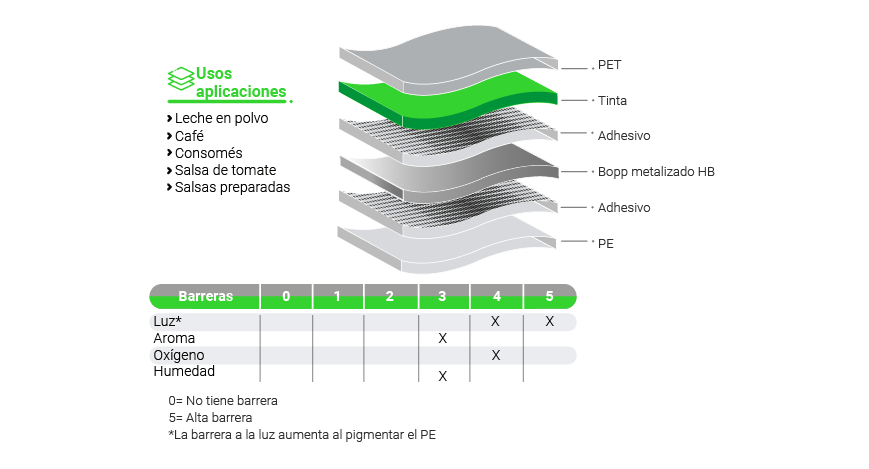 Usos
aplicaciones
Leche en polvo
Café
Consomés
Salsa de tomate
Salsas preparadas
PET
Tinta
Adhesivo
Bopp metalizado HB
Adhesivo
PE
Barreras 0 1 2 3 4 5
Luz* X X
Aroma X
Oxígeno X
Humedad X
0= No tiene barrera
5= Alta barrera
*La barrera a la luz aumenta al pigmentar el PE